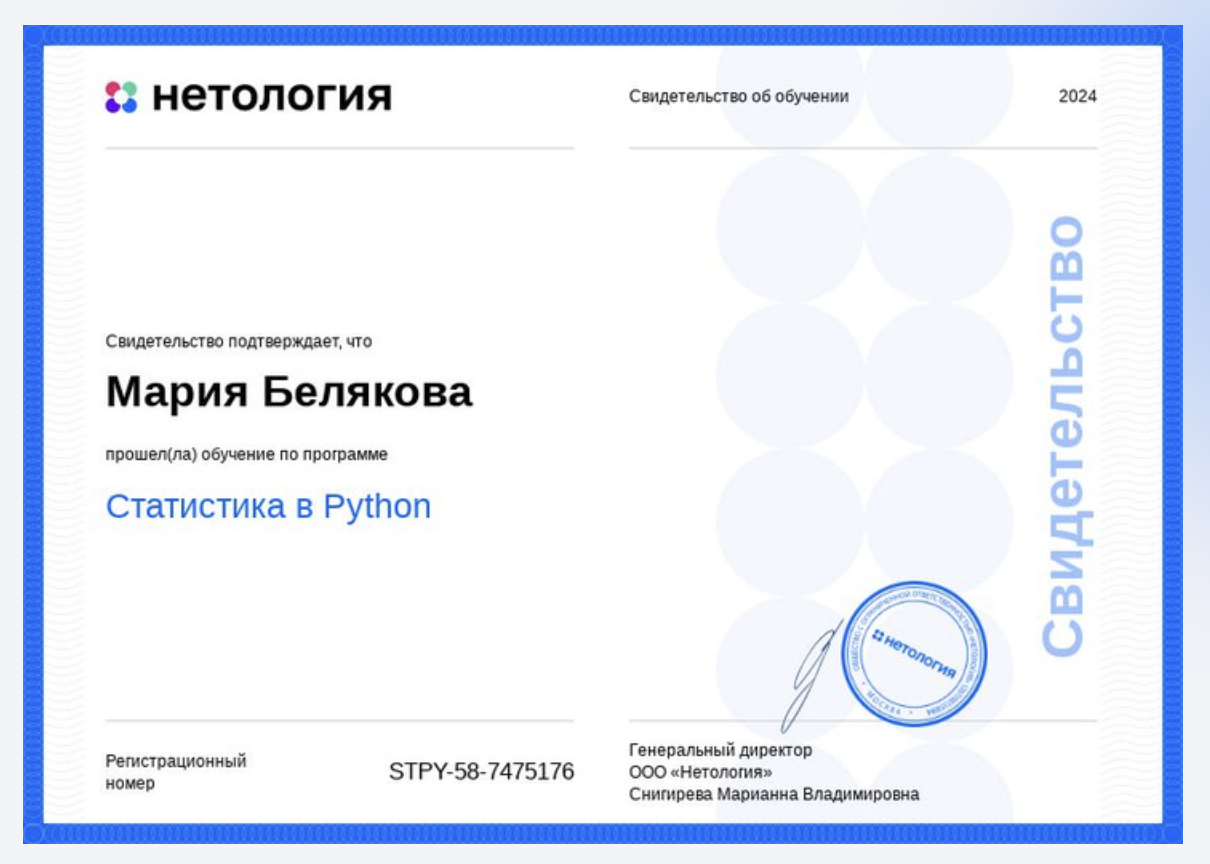 нетология
Свидетельство об обучении
2024
Свидетельство подтверждает, что
Мария Белякова
прошел(ла) обучение по программе
Статистика в Python
Свидетельство
нетология
МОСКВА
Регистрационный
номер
STPY-58-7475176
Генеральный директор
ООО «Нетология»
Снигирева Марианна Владимировна